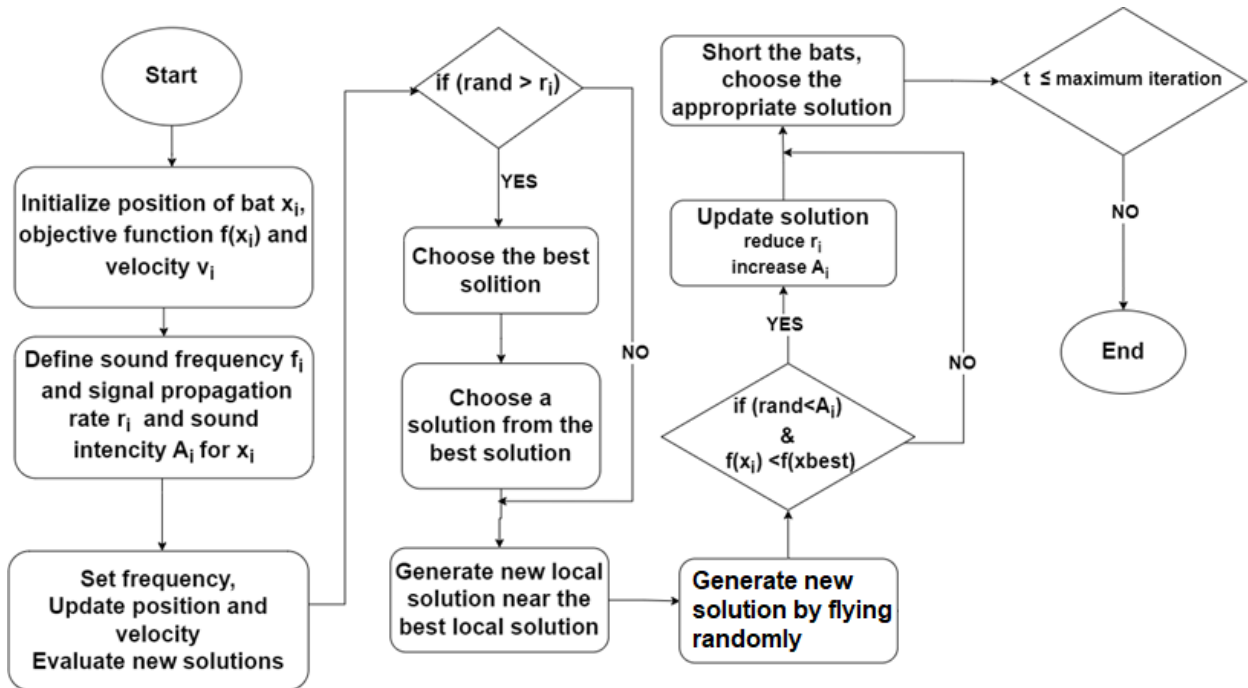 Start
Initialize position of bat xᵢ,
objective function f(xᵢ) and
velocity vᵢ
Define sound frequency fᵢ
and signal propagation
rate rᵢ and sound
intencity Aᵢ for xᵢ
Set frequency,
Update position and
velocity
Evaluate new solutions
if (rand > rᵢ)
YES
NO
Choose the best
solition
Choose a
solution from the
best solution
Generate new local
solution near the
best local solution
Generate new
solution by flying
randomly
if (rand<Aᵢ)
&
f(xᵢ) <f(xbest)
YES
NO
Update solution
reduce rᵢ
increase Aᵢ
Short the bats,
choose the
appropriate solution
t ≤ maximum iteration
NO
End